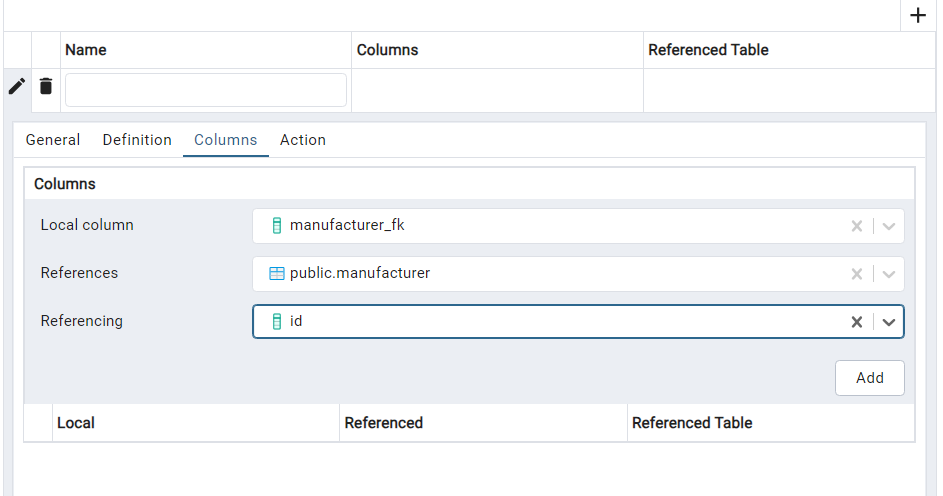 Name Columns Referenced Table
General Definition Columns Action
Columns
Local column manufacturer_fk
References public.manufacturer
Referencing id
Add
Local Referenced Referenced Table